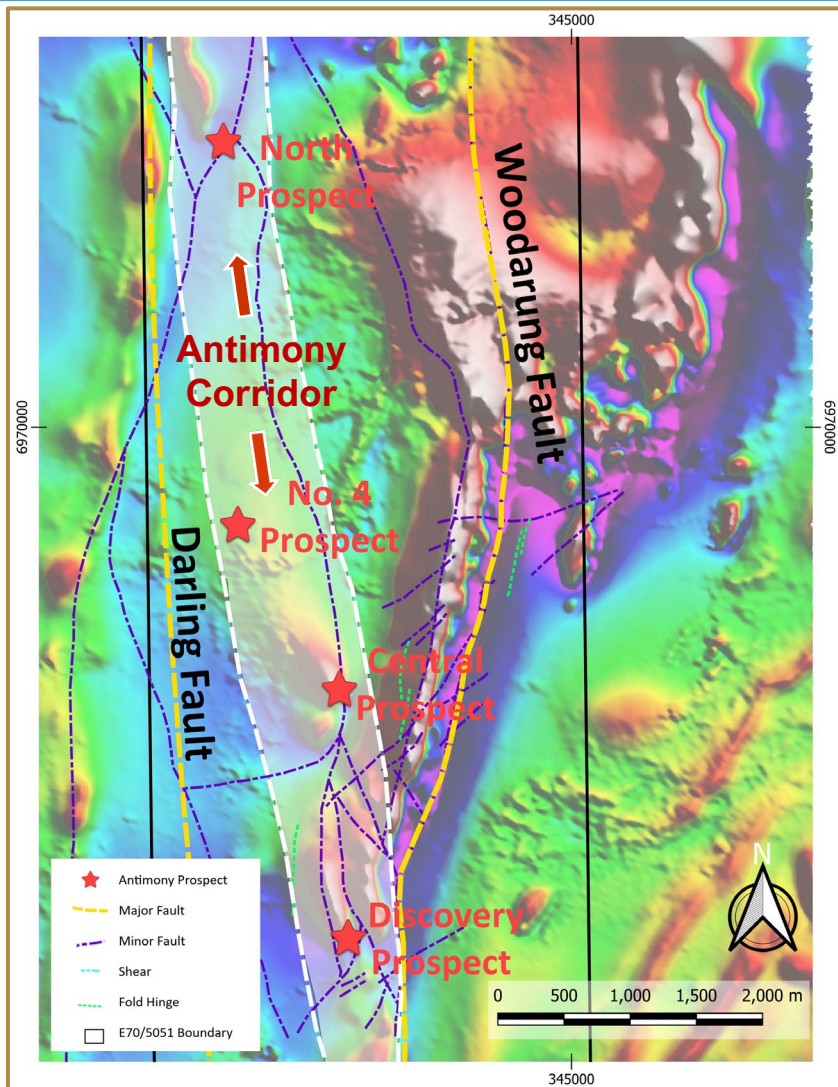 345000
North
Prospect
Woodarung Fault
Antimony
Corridor
6970000
6970000
No. 4
Prospect
Darling Fault
Central
Prospect
Discovery
Prospect
Antimony Prospect
Major Fault
Minor Fault
Shear
Fold Hinge
E70/5051 Boundary
N
0 500 1,000 1,500 2,000 m
345000